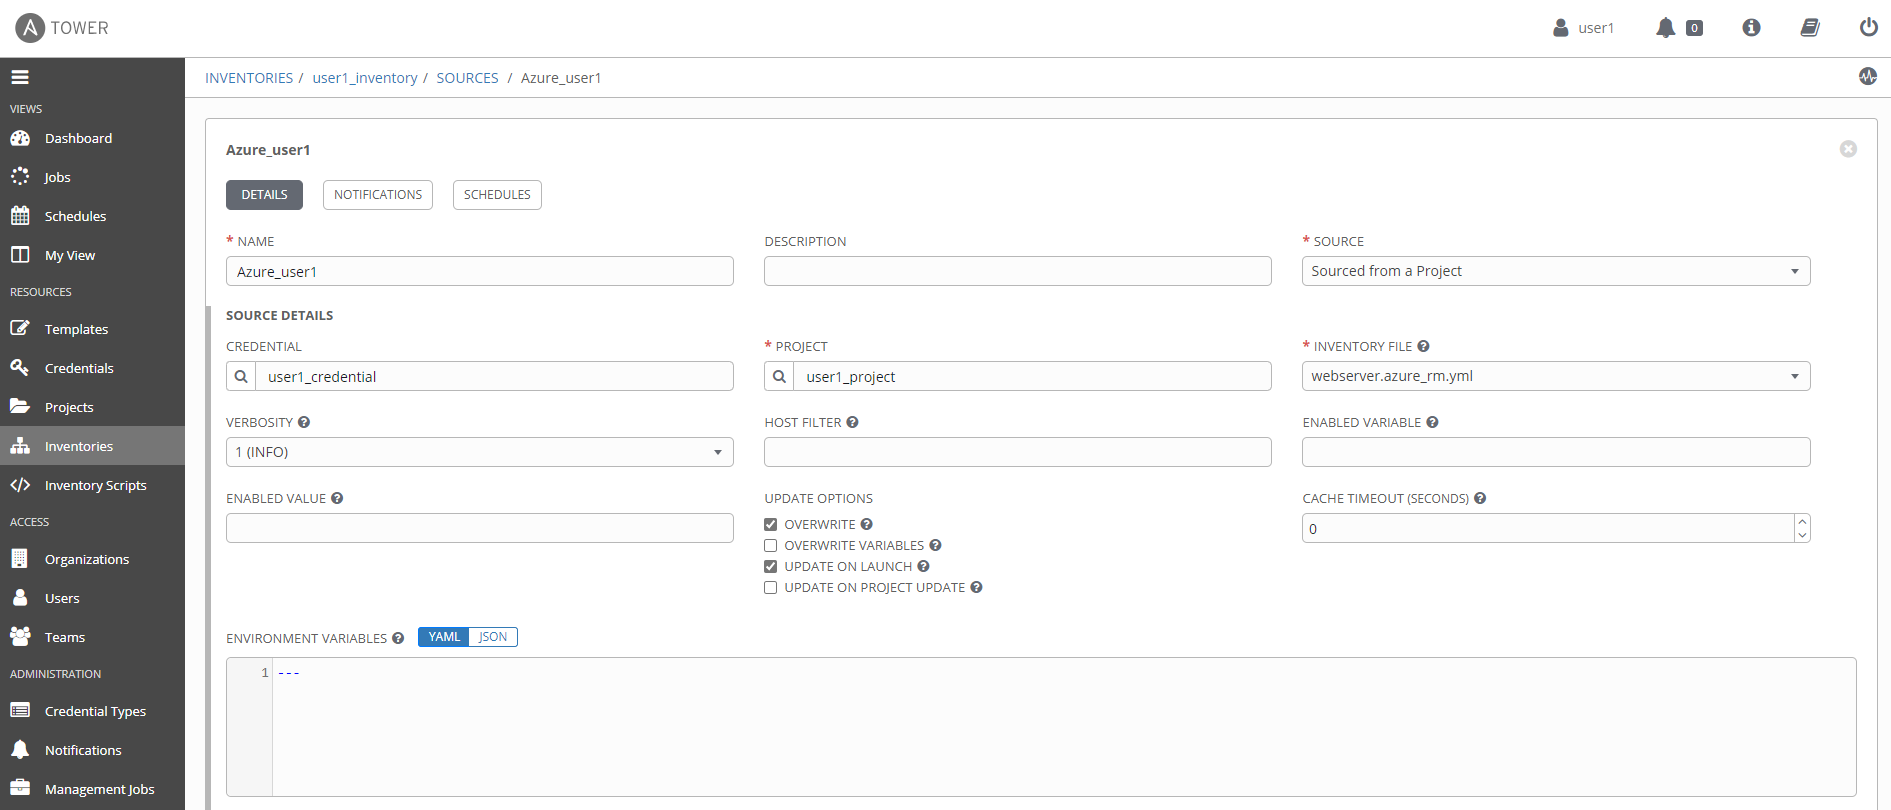 TOWER
user1
0
INVENTORIES / user1_inventory / SOURCES / Azure_user1
VIEWS
Dashboard
Jobs
Schedules
My View
RESOURCES
Templates
Credentials
Projects
Inventories
Inventory Scripts
ACCESS
Organizations
Users
Teams
ADMINISTRATION
Credential Types
Notifications
Management Jobs
Azure_user1
DETAILS NOTIFICATIONS SCHEDULES
* NAME
Azure_user1
DESCRIPTION
* SOURCE
Sourced from a Project
SOURCE DETAILS
CREDENTIAL
user1_credential
* PROJECT
user1_project
* INVENTORY FILE
webserver.azure_rm.yml
VERBOSITY
1 (INFO)
HOST FILTER
ENABLED VARIABLE
ENABLED VALUE
UPDATE OPTIONS
OVERWRITE
OVERWRITE VARIABLES
UPDATE ON LAUNCH
UPDATE ON PROJECT UPDATE
CACHE TIMEOUT (SECONDS)
0
ENVIRONMENT VARIABLES YAML JSON
1 ---